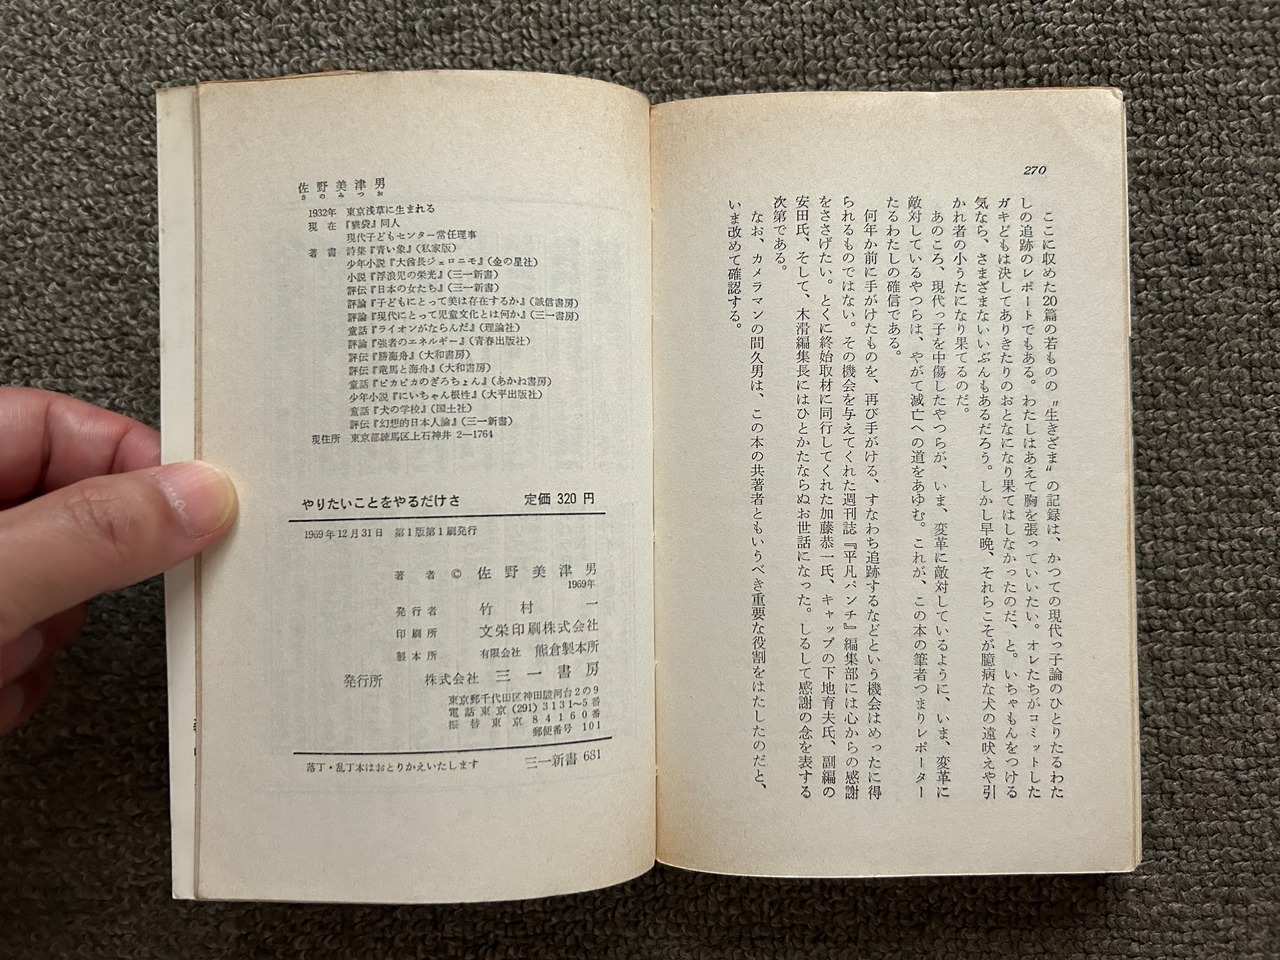 270
ここに収めた20篇の若ものの〝生きざま〟の記録は、かつての現代っ子論のひとりたるわた
しの追跡のレポートでもある。わたしはあえて胸を張っていいたい。オレたちがコミットした
ガキどもは決してありきたりのおとなになり果てはしなかったのだ、と。いちゃもんをつける
気なら、さまざまないいぶんもあるだろう。しかし早晩、それらこそが臆病な犬の遠吠えや引
かれ者の小うたになり果てるのだ。
あのころ、現代っ子を中傷したやつらが、いま、変革に敵対しているように、いま、変革に
敵対しているやつらは、やがて滅亡への道をあゆむ。これが、この本の筆者つまりレポーター
たるわたしの確信である。
何年か前に手がけたものを、再び手がける、すなわち追跡するなどという機会はめったに得
られるものではない。その機会を与えてくれた週刊誌『平凡パンチ』編集部には心からの感謝
をささげたい。とくに終始取材に同行してくれた加藤恭一氏、キャップの下地育夫氏、副編の
安田氏、そして、木滑編集長にはひとかたならぬお世話になった。しるして感謝の念を表する
次第である。
なお、カメラマンの間久男は、この本の共著者ともいうべき重要な役割をはたしたのだと、
いま改めて確認する。
佐野美津男
さのみつお
1932年 東京浅草に生まれる
現在 『蜘袋』同人
現代子どもセンター常任理事
著書 詩集『青い象』（私家版）
少年小説『大酋長ジェロニモ』（金の星社）
小説『浮浪児の栄光』（三一新書）
評伝『日本の女たち』（三一新書）
評論『子どもにとって美は存在するか』（誠信書房）
評論『現代にとって児童文化とは何か』（三一書房）
童話『ライオンがならんだ』（理論社）
評論『強者のエネルギー』（青春出版社）
評伝『勝海舟』（大和書房）
評伝『竜馬と海舟』（大和書房）
童話『ピカピカのぎろちょん』（あかね書房）
少年小説『にいちゃん根性』（大平出版社）
童話『犬の学校』（国土社）
評伝『幻想的日本人論』（三一新書）
現住所 東京都練馬区上石神井 2―1764
やりたいことをやるだけさ 定価 320 円
1969年12月31日 第1版第1刷発行
著者 © 佐野美津男
1969年
発行者 竹村一
印刷所 文栄印刷株式会社
製本所 有限会社 熊倉製本所
発行所 株式会社 三一書房
東京都千代田区神田駿河台2の9
電話東京(291)3131～5番
振替東京84160番
郵便番号 101
落丁・乱丁本はおとりかえいたします 三一新書 681